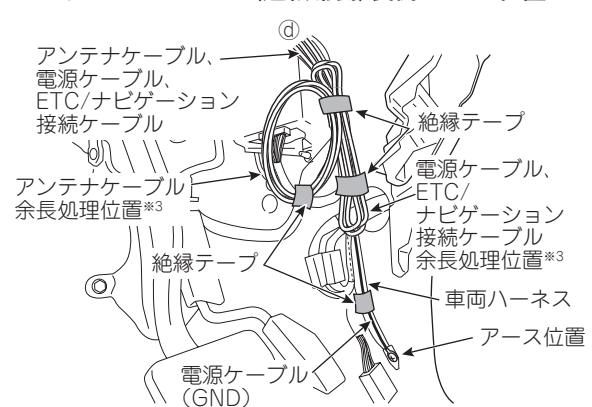 ⓓ
アンテナケーブル、
電源ケーブル、
ETC/ナビゲーション
接続ケーブル
絶縁テープ
アンテナケーブル
余長処理位置※3
電源ケーブル、
ETC/
ナビゲーション
接続ケーブル
余長処理位置※3
絶縁テープ
車両ハーネス
アース位置
電源ケーブル
（GND）